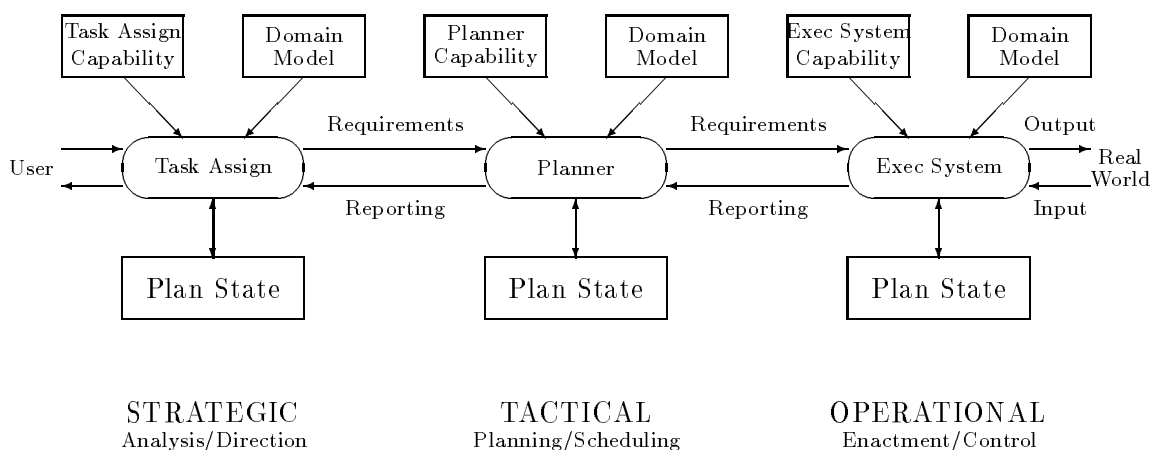 Task Assign
Capability
Domain
Model
Planner
Capability
Domain
Model
Exec System
Capability
Domain
Model
Requirements
Requirements
Output
User
Task Assign
Planner
Exec System
Real
World
Reporting
Reporting
Input
Plan State
Plan State
Plan State
STRATEGIC
Analysis/Direction
TACTICAL
Planning/Scheduling
OPERATIONAL
Enactment/Control